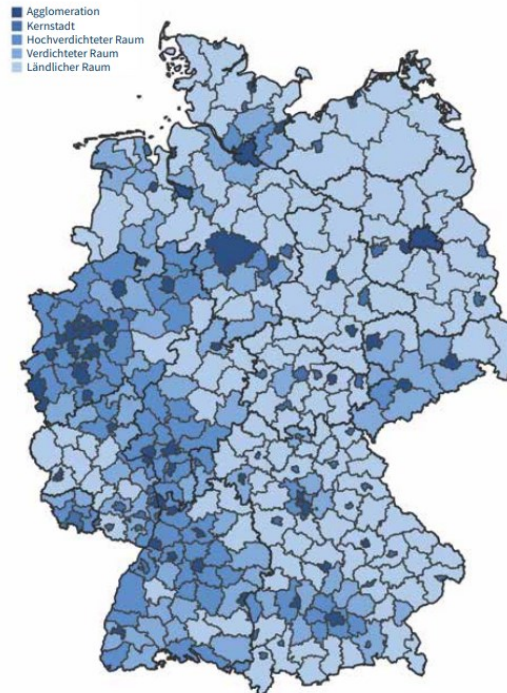 Agglomeration
Kernstadt
Hochverdichteter Raum
Verdichteter Raum
Ländlicher Raum